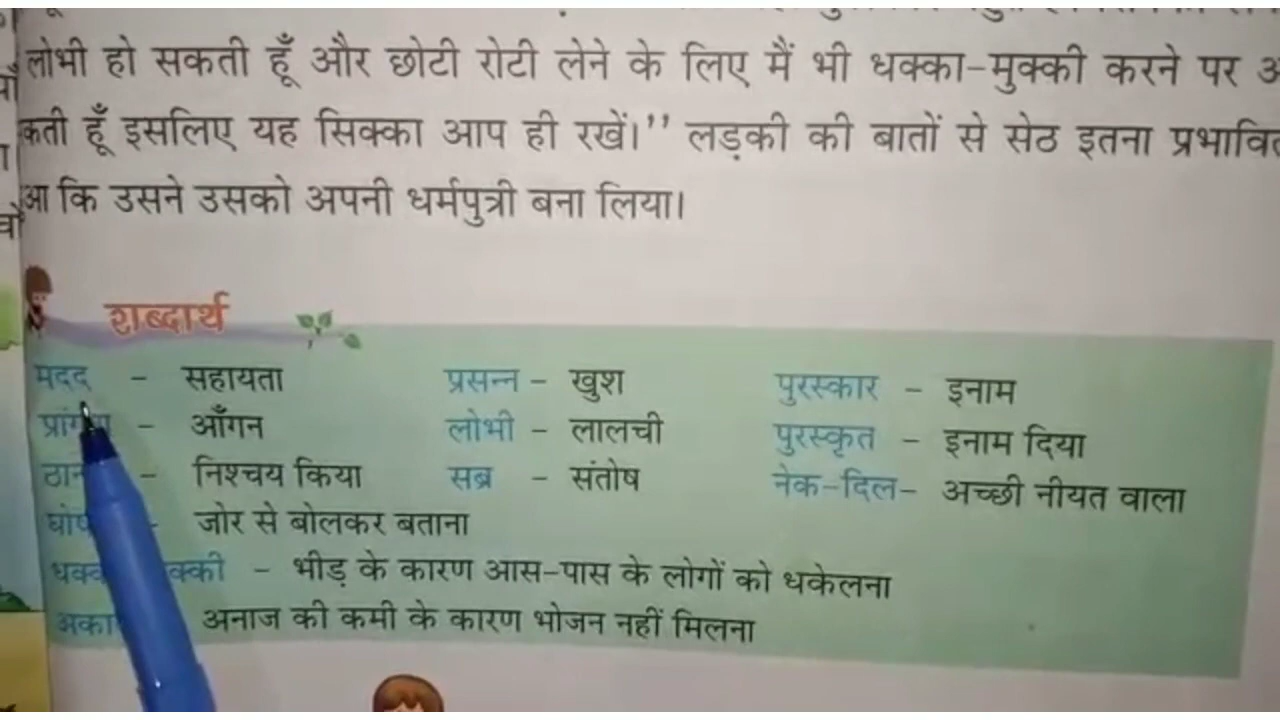 लोभी हो सकती हूँ और छोटी रोटी लेने के लिए मैं भी धक्का-मुक्की करने पर
कती हूँ इसलिए यह सिक्का आप ही रखें।” लड़की की बातों से सेठ इतना प्रभावित
आ कि उसने उसको अपनी धर्मपुत्री बना लिया।
शब्दार्थ
मदद - सहायता प्रसन्न - खुश पुरस्कार - इनाम
- आँगन लोभी - लालची पुरस्कृत - इनाम दिया
- निश्चय किया सब्र - संतोष नेक-दिल- अच्छी नीयत वाला
- जोर से बोलकर बताना
क्की - भीड़ के कारण आस-पास के लोगों को धकेलना
अनाज की कमी के कारण भोजन नहीं मिलना